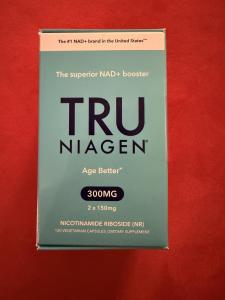 The #1 NAD+ brand in the United States**
The superior NAD+ booster
TRU
NIAGEN®
Age Better*
300MG
2 x 150mg
NICOTINAMIDE RIBOSIDE (NR)
120 VEGETARIAN CAPSULES | DIETARY SUPPLEMENT